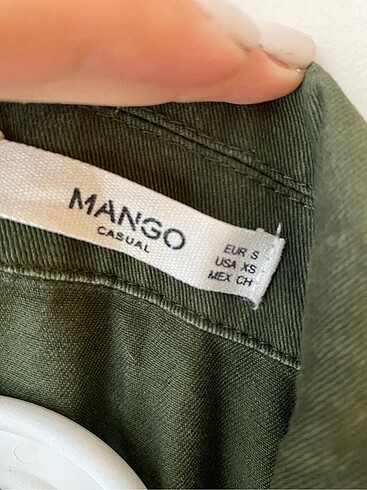 MANGO
CASUAL
EUR S
USA XS
MEX CH